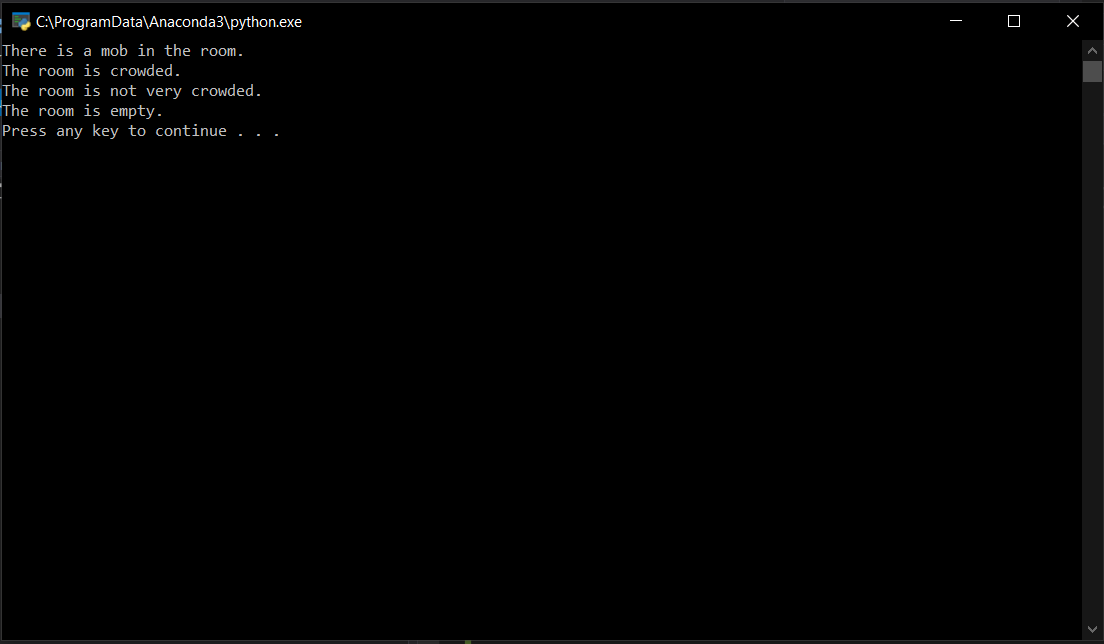 C:\ProgramData\Anaconda3\python.exe
There is a mob in the room.
The room is crowded.
The room is not very crowded.
The room is empty.
Press any key to continue . . .